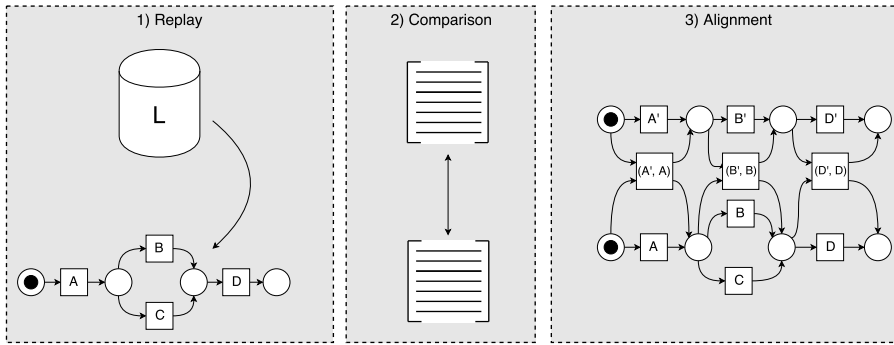 1) Replay
2) Comparison
3) Alignment
L
A
B
C
D
A'
B'
D'
(A', A)
(B', B)
(D', D)
A
B
C
D